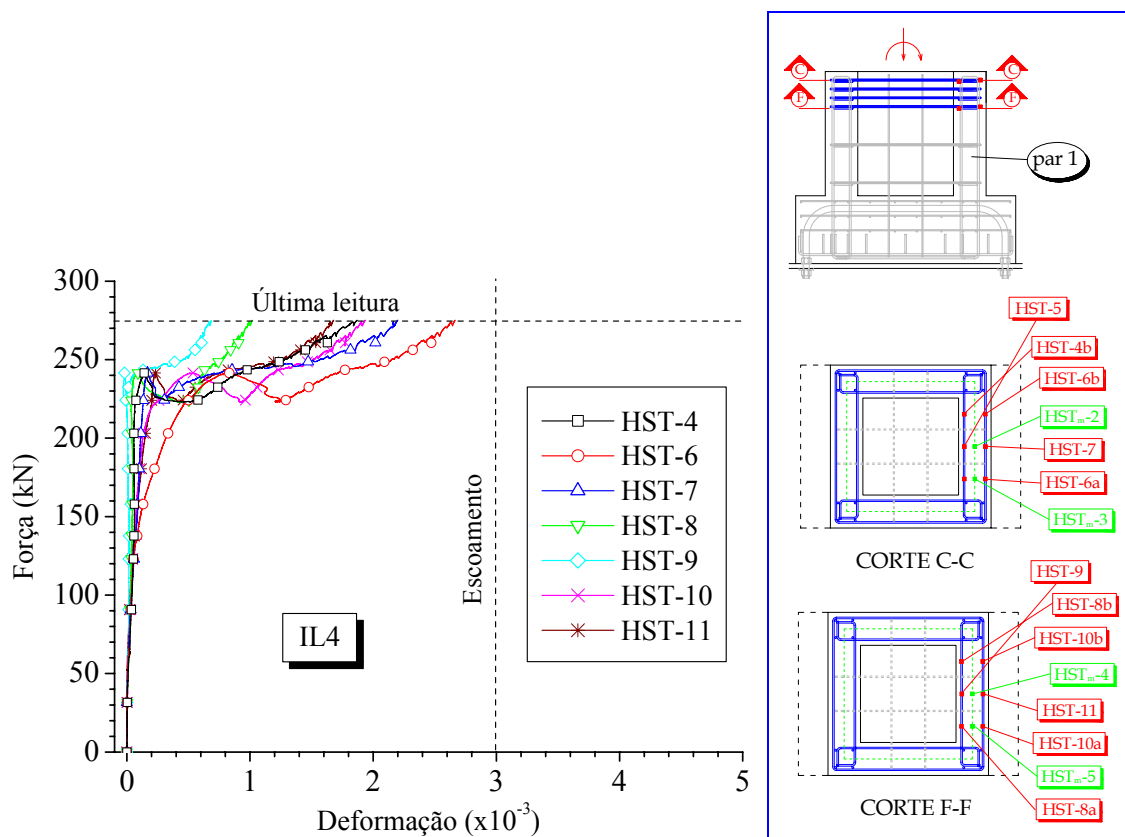 300
250
200
150
100
50
0
Força (kN)
Última leitura
Escoamento
IL4
HST-4
HST-6
HST-7
HST-8
HST-9
HST-10
HST-11
0
1
2
3
4
5
Deformação (x10⁻³)
C
C
F
F
par 1
HST-5
HST-4b
HST-6b
HSTₘ-2
HST-7
HST-6a
HSTₘ-3
CORTE C-C
HST-9
HST-8b
HST-10b
HSTₘ-4
HST-11
HST-10a
HSTₘ-5
HST-8a
CORTE F-F